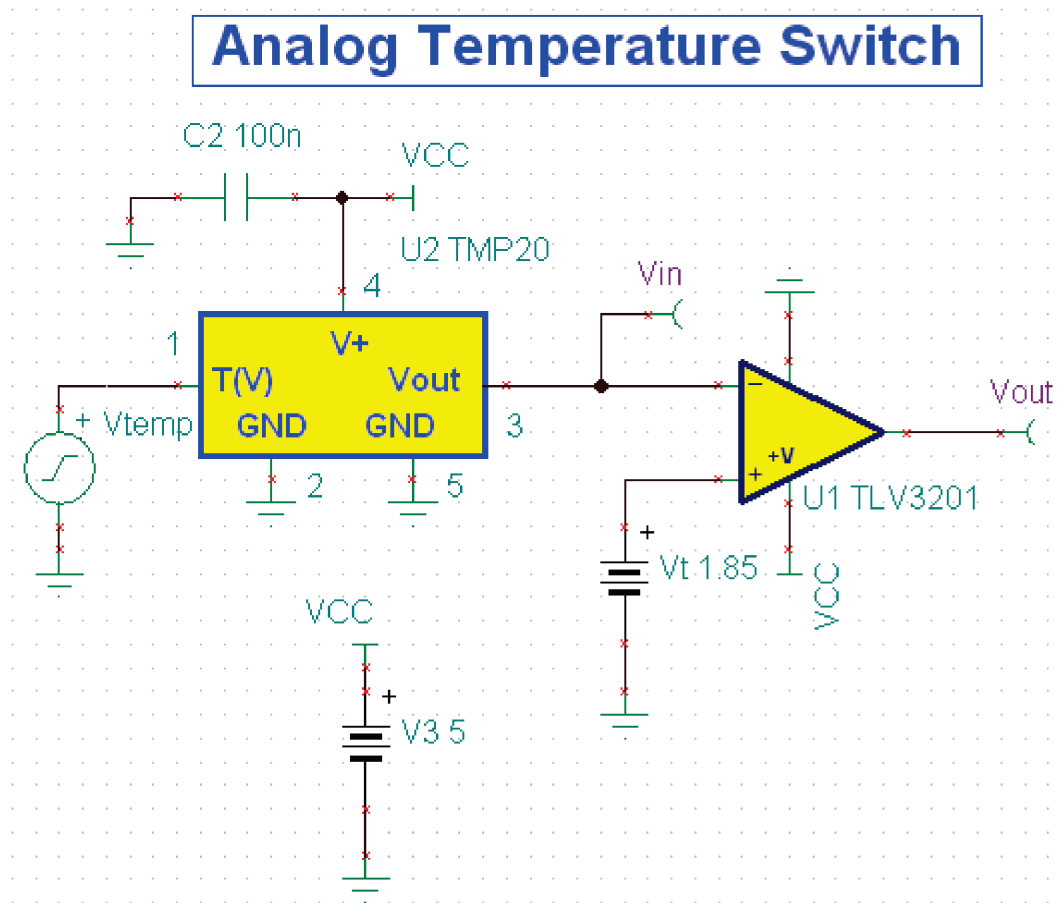 Analog Temperature Switch
C2 100n
VCC
U2 TMP20
4
Vin
1
V+
T(V)
Vout
+
Vtemp
GND
GND
3
2
5
−
+
+V
U1 TLV3201
Vout
+
Vt 1.85
VCC
VCC
+
V3 5